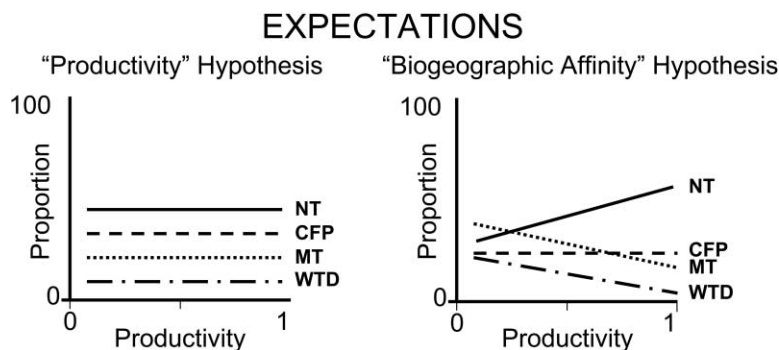 EXPECTATIONS
“Productivity” Hypothesis
100
Proportion
0
NT
CFP
MT
WTD
0
1
Productivity
“Biogeographic Affinity” Hypothesis
100
Proportion
0
NT
CFP
MT
WTD
0
1
Productivity